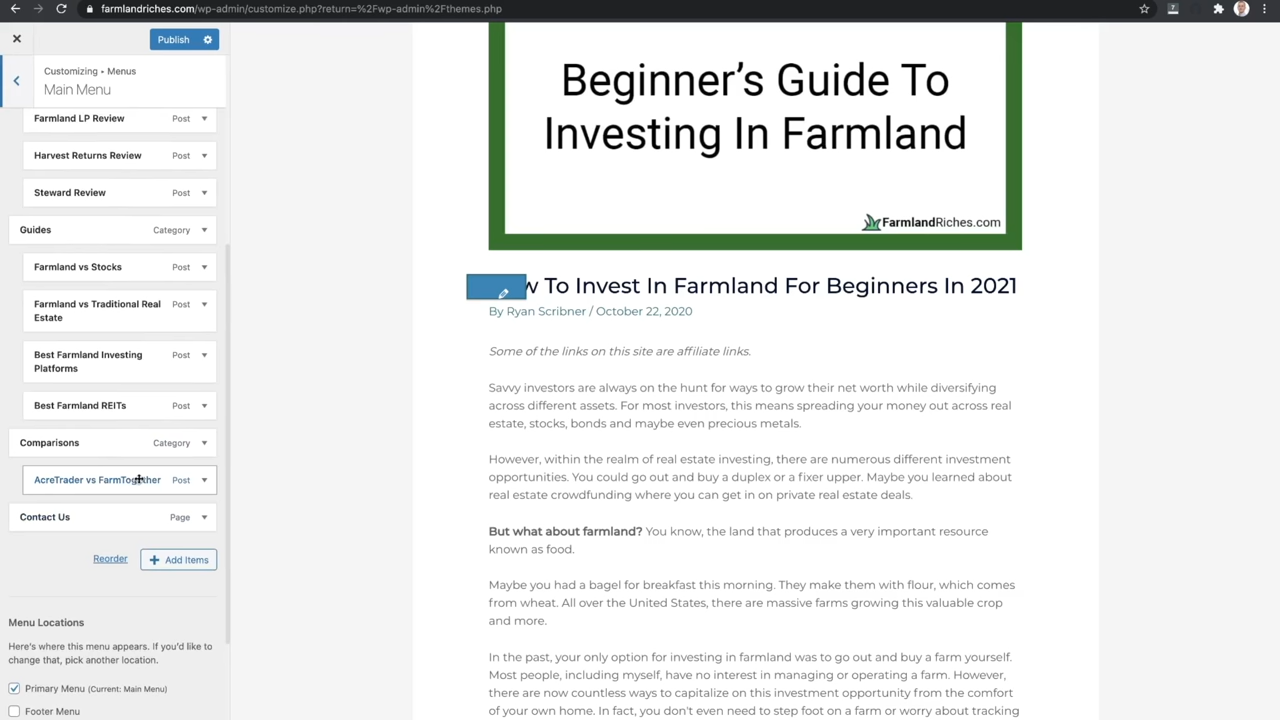 farmlandriches.com/wp-admin/customize.php?return=%2Fwp-admin%2Fthemes.php
Publish
Customizing • Menus
Main Menu
Farmland LP Review Post
Harvest Returns Review Post
Steward Review Post
Guides Category
Farmland vs Stocks Post
Farmland vs Traditional Real Post
Estate
Best Farmland Investing Post
Platforms
Best Farmland REITs Post
Comparisons Category
AcreTrader vs FarmTogether Post
Contact Us Page
Reorder
Add Items
Menu Locations
Here's where this menu appears. If you'd like to
change that, pick another location.
Primary Menu (Current: Main Menu)
Footer Menu
Beginner's Guide To
Investing In Farmland
FarmlandRiches.com
w To Invest In Farmland For Beginners In 2021
By Ryan Scribner / October 22, 2020
Some of the links on this site are affiliate links.
Savvy investors are always on the hunt for ways to grow their net worth while diversifying
across different assets. For most investors, this means spreading your money out across real
estate, stocks, bonds and maybe even precious metals.
However, within the realm of real estate investing, there are numerous different investment
opportunities. You could go out and buy a duplex or a fixer upper. Maybe you learned about
real estate crowdfunding where you can get in on private real estate deals.
But what about farmland? You know, the land that produces a very important resource
known as food.
Maybe you had a bagel for breakfast this morning. They make them with flour, which comes
from wheat. All over the United States, there are massive farms growing this valuable crop
and more.
In the past, your only option for investing in farmland was to go out and buy a farm yourself.
Most people, including myself, have no interest in managing or operating a farm. However,
there are now countless ways to capitalize on this investment opportunity from the comfort
of your own home. In fact, you don't even need to step foot on a farm or worry about tracking